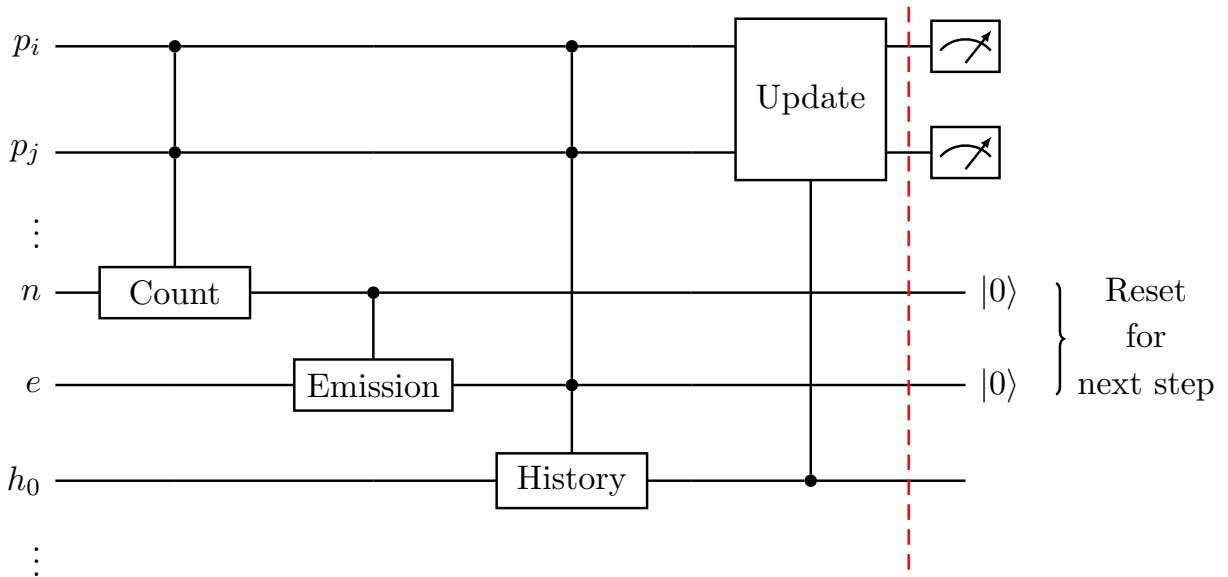 p_i
Update
p_j
⋮
n
Count
|0⟩
Reset
for
next step
e
Emission
|0⟩
h_0
History
⋮